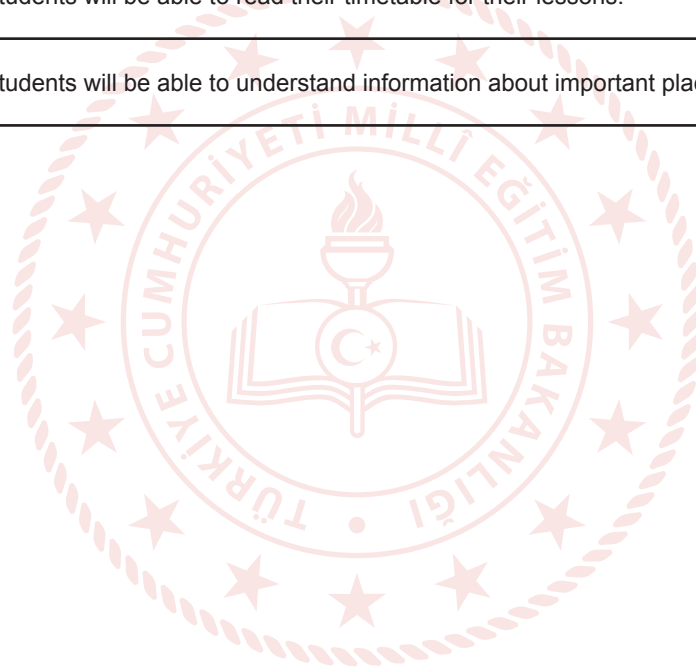 tudents will be able to read their timetable for their lessons.
tudents will be able to understand information about important plac
TÜRKİYE CUMHURİYETİ MİLLÎ EĞİTİM BAKANLIĞI